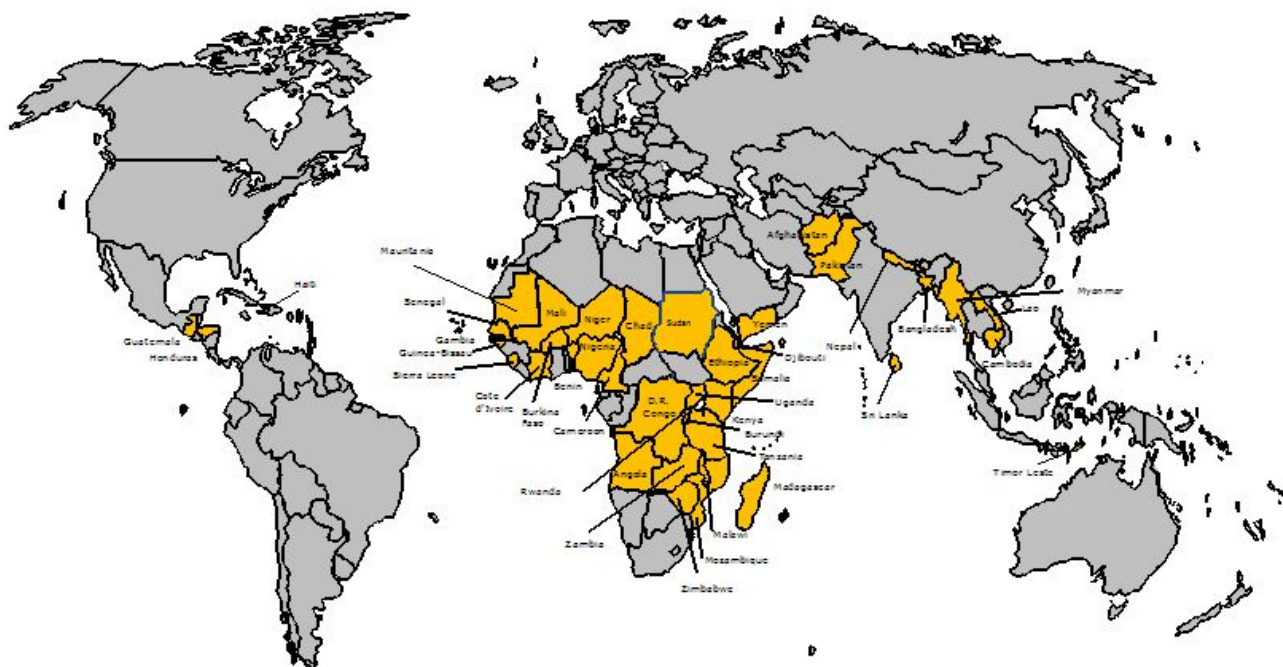 Haiti
Guatemala
Honduras
Mauritania
Senegal
Gambia
Guinea-Bissau
Sierra Leone
Cote
d'Ivoire
Burkina
Faso
Benin
Cameroon
Mali
Niger
Nigeria
Chad
Sudan
Ethiopia
Yemen
Djibouti
Somalia
Uganda
Kenya
Burundi
Tanzania
D.R.
Congo
Angola
Rwanda
Zambia
Malawi
Mozambique
Zimbabwe
Madagascar
Afghanistan
Pakistan
Nepal
Bangladesh
Sri Lanka
Myanmar
Lao
Cambodia
Timor Leste